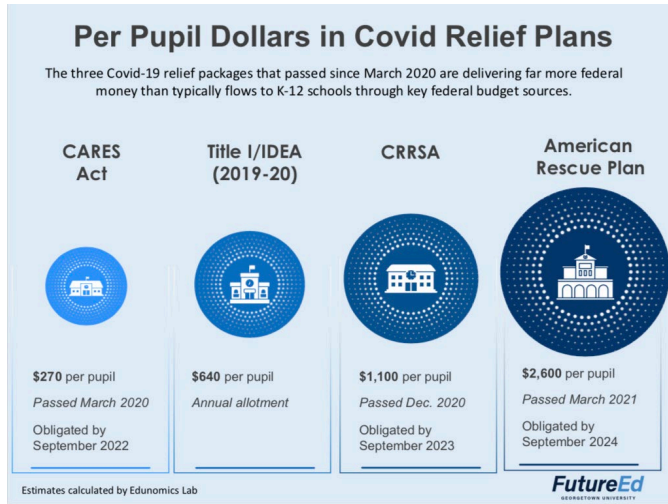 Per Pupil Dollars in Covid Relief Plans
The three Covid-19 relief packages that passed since March 2020 are delivering far more federal
money than typically flows to K-12 schools through key federal budget sources.
CARES
Act
$270 per pupil
Passed March 2020
Obligated by
September 2022
Title I/IDEA
(2019-20)
$640 per pupil
Annual allotment
CRRSA
$1,100 per pupil
Passed Dec. 2020
Obligated by
September 2023
American
Rescue Plan
$2,600 per pupil
Passed March 2021
Obligated by
September 2024
Estimates calculated by Edunomics Lab
FutureEd
GEORGETOWN UNIVERSITY